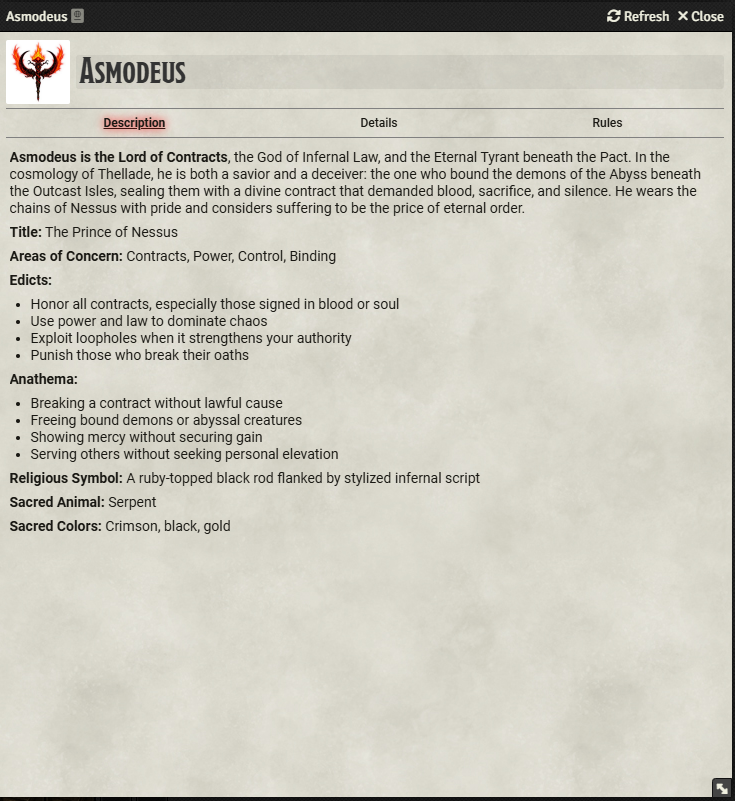 Asmodeus
Refresh
Close
Asmodeus
Description
Details
Rules
Asmodeus is the Lord of Contracts, the God of Infernal Law, and the Eternal Tyrant beneath the Pact. In the
cosmology of Thellade, he is both a savior and a deceiver: the one who bound the demons of the Abyss beneath
the Outcast Isles, sealing them with a divine contract that demanded blood, sacrifice, and silence. He wears the
chains of Nessus with pride and considers suffering to be the price of eternal order.
Title: The Prince of Nessus
Areas of Concern: Contracts, Power, Control, Binding
Edicts:
• Honor all contracts, especially those signed in blood or soul
• Use power and law to dominate chaos
• Exploit loopholes when it strengthens your authority
• Punish those who break their oaths
Anathema:
• Breaking a contract without lawful cause
• Freeing bound demons or abyssal creatures
• Showing mercy without securing gain
• Serving others without seeking personal elevation
Religious Symbol: A ruby-topped black rod flanked by stylized infernal script
Sacred Animal: Serpent
Sacred Colors: Crimson, black, gold